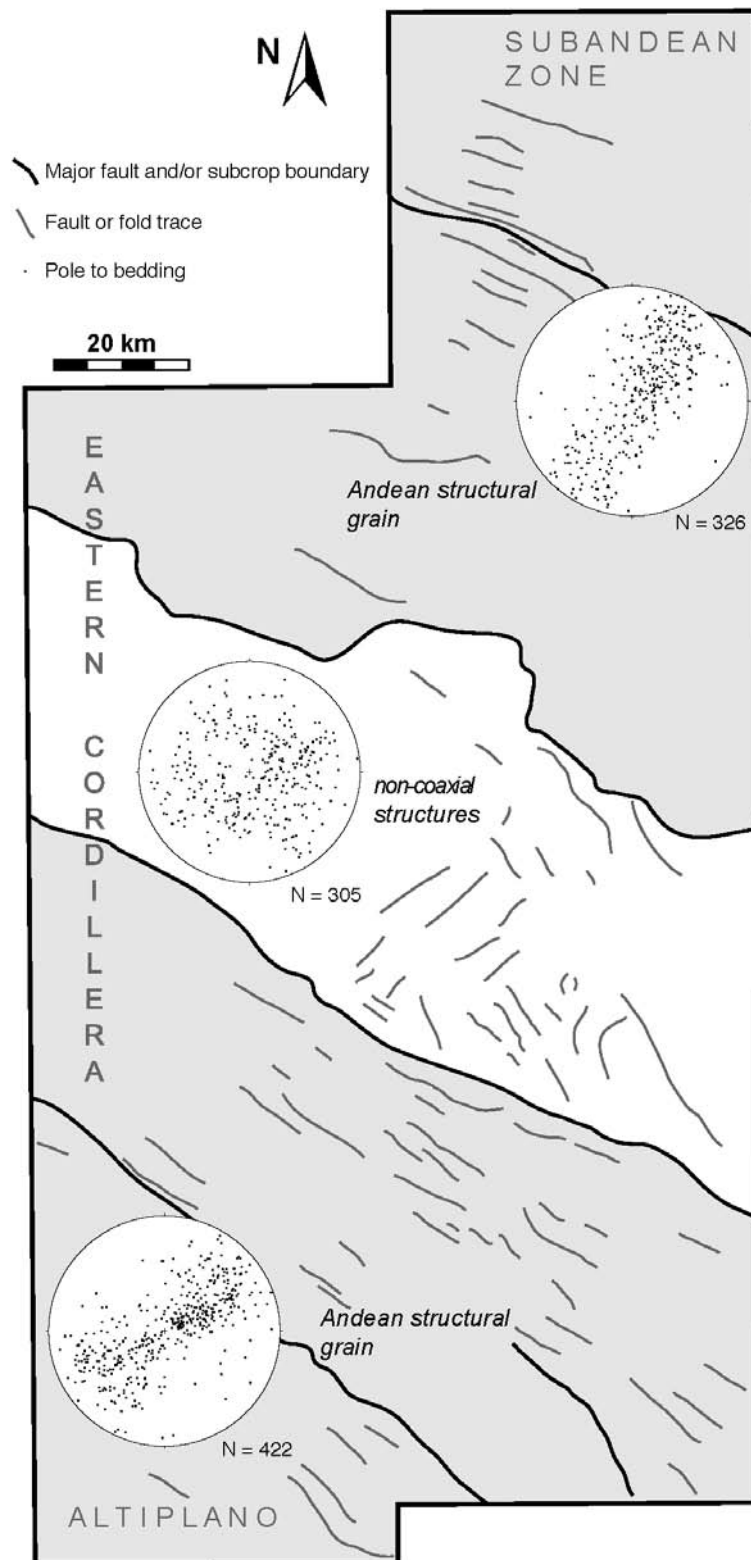 SUBANDEAN
ZONE
N
Major fault and/or subcrop boundary
Fault or fold trace
Pole to bedding
20 km
EASTERN CORDILLERA
Andean structural
grain
N = 326
non-coaxial
structures
N = 305
Andean structural
grain
N = 422
ALTIPLANO